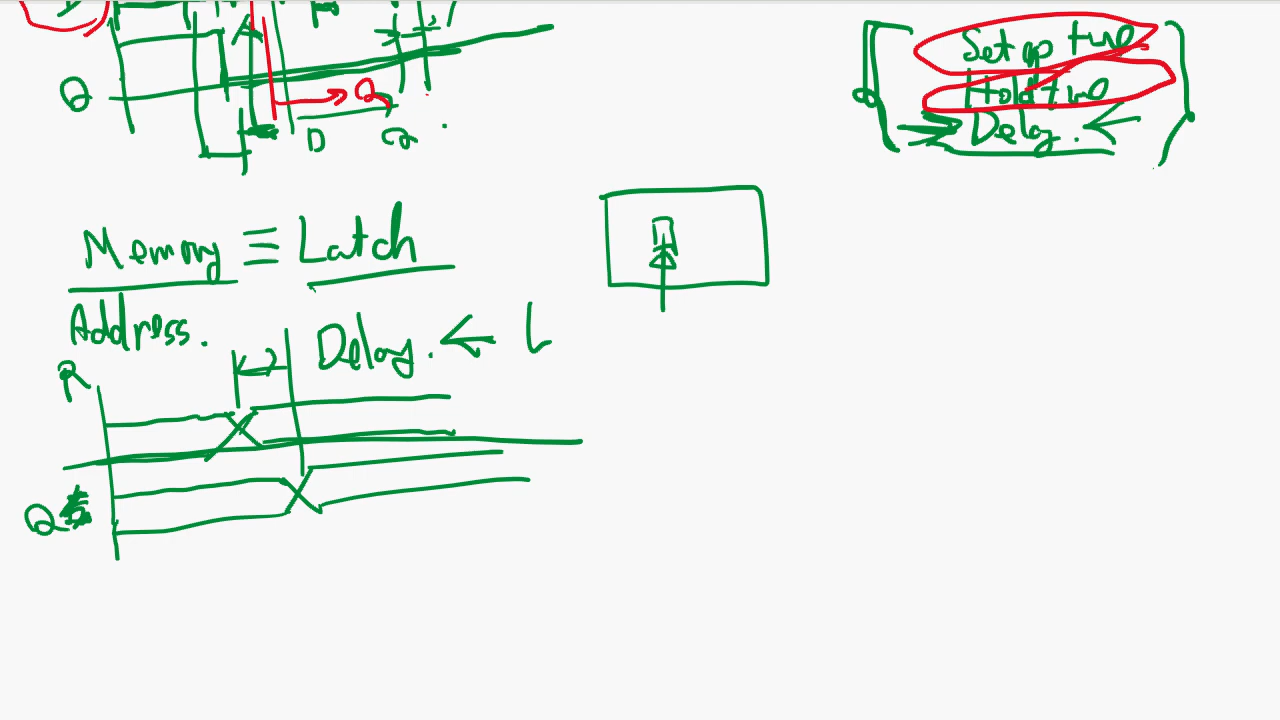 Setup time
Hold time
Delay.
Q
Q
D Q
Memory ≡ Latch
Address.
Delay. ←
R
Q